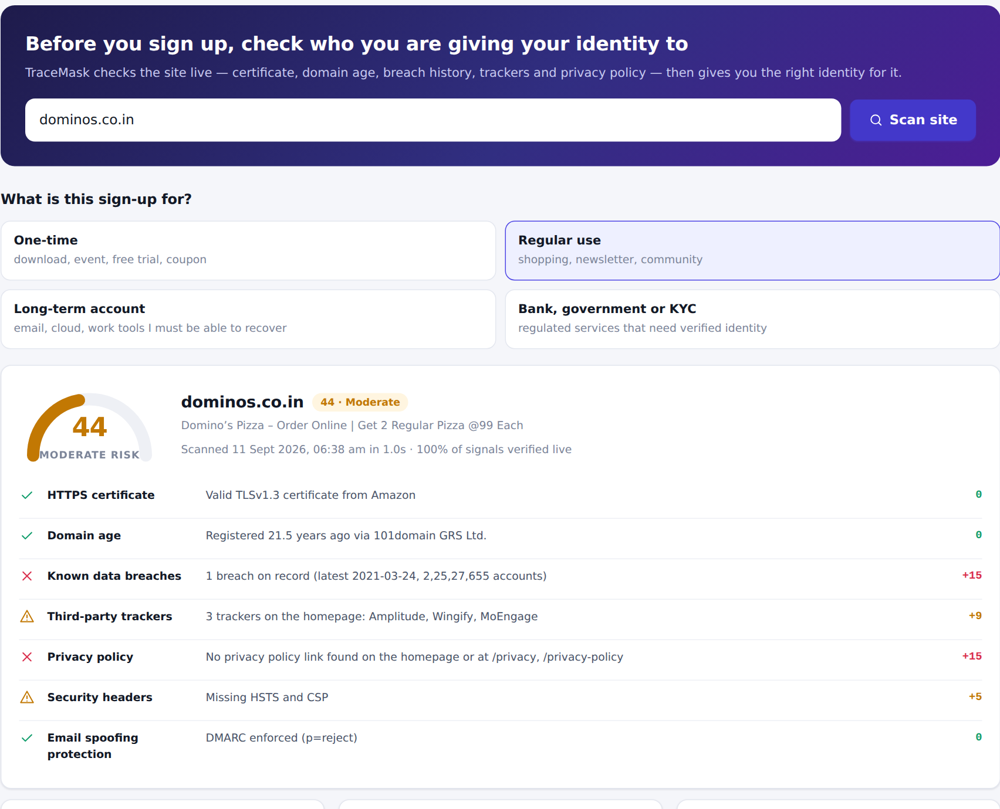 Before you sign up, check who you are giving your identity to
TraceMask checks the site live — certificate, domain age, breach history, trackers and privacy policy — then gives you the right identity for it.
dominos.co.in
Scan site
What is this sign-up for?
One-time
download, event, free trial, coupon
Regular use
shopping, newsletter, community
Long-term account
email, cloud, work tools I must be able to recover
Bank, government or KYC
regulated services that need verified identity
44
MODERATE RISK
dominos.co.in 44 · Moderate
Domino’s Pizza – Order Online | Get 2 Regular Pizza @99 Each
Scanned 11 Sept 2026, 06:38 am in 1.0s · 100% of signals verified live
HTTPS certificate Valid TLSv1.3 certificate from Amazon 0
Domain age Registered 21.5 years ago via 101domain GRS Ltd. 0
Known data breaches 1 breach on record (latest 2021-03-24, 2,25,27,655 accounts) +15
Third-party trackers 3 trackers on the homepage: Amplitude, Wingify, MoEngage +9
Privacy policy No privacy policy link found on the homepage or at /privacy, /privacy-policy +15
Security headers Missing HSTS and CSP +5
Email spoofing protection DMARC enforced (p=reject) 0